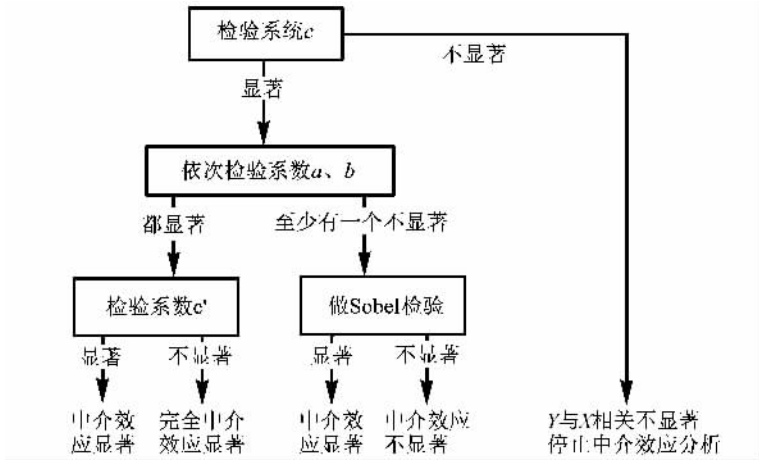 检验系统c
不显著
显著
依次检验系数a、b
都显著
至少有一个不显著
检验系数c'
做Sobel检验
显著
不显著
显著
不显著
中介效
应显著
完全中介
效应显著
中介效
应显著
中介效应
不显著
Y与X相关不显著
停止中介效应分析